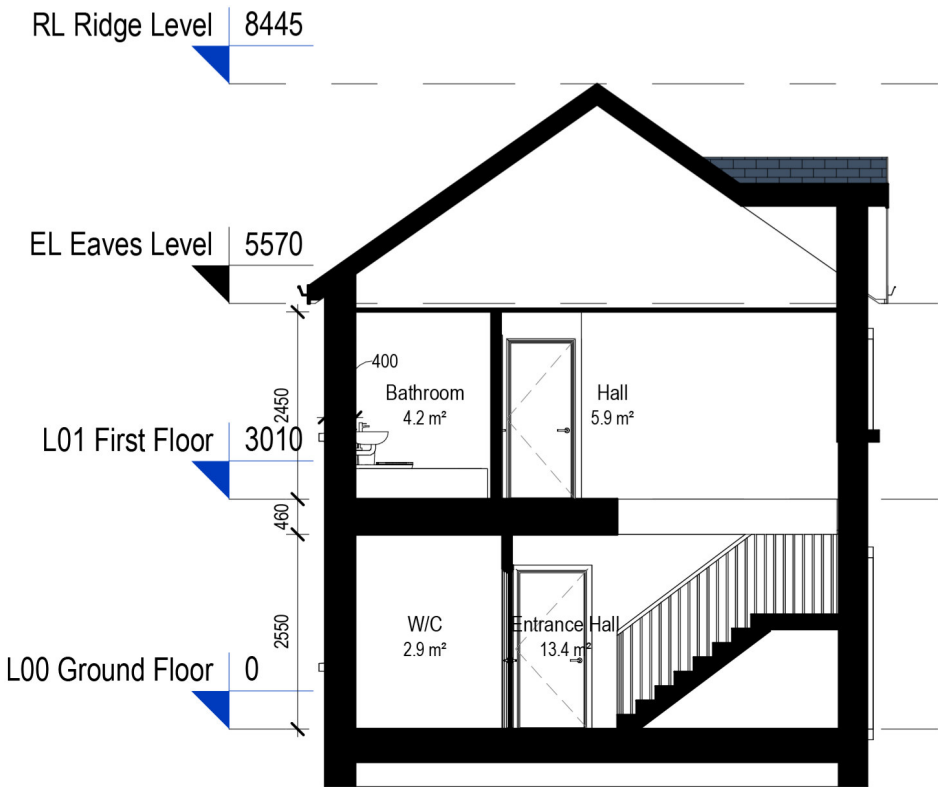 RL Ridge Level 8445
EL Eaves Level 5570
400
Bathroom
4.2 m²
Hall
5.9 m²
2450
L01 First Floor 3010
460
2550
W/C
2.9 m²
Entrance Hall
13.4 m²
L00 Ground Floor 0